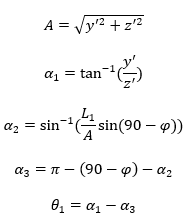 A = √(y′² + z′²)
α₁ = tan⁻¹(y′/z′)
α₂ = sin⁻¹(L₁/A sin(90 − φ))
α₃ = π − (90 − φ) − α₂
θ₁ = α₁ − α₃